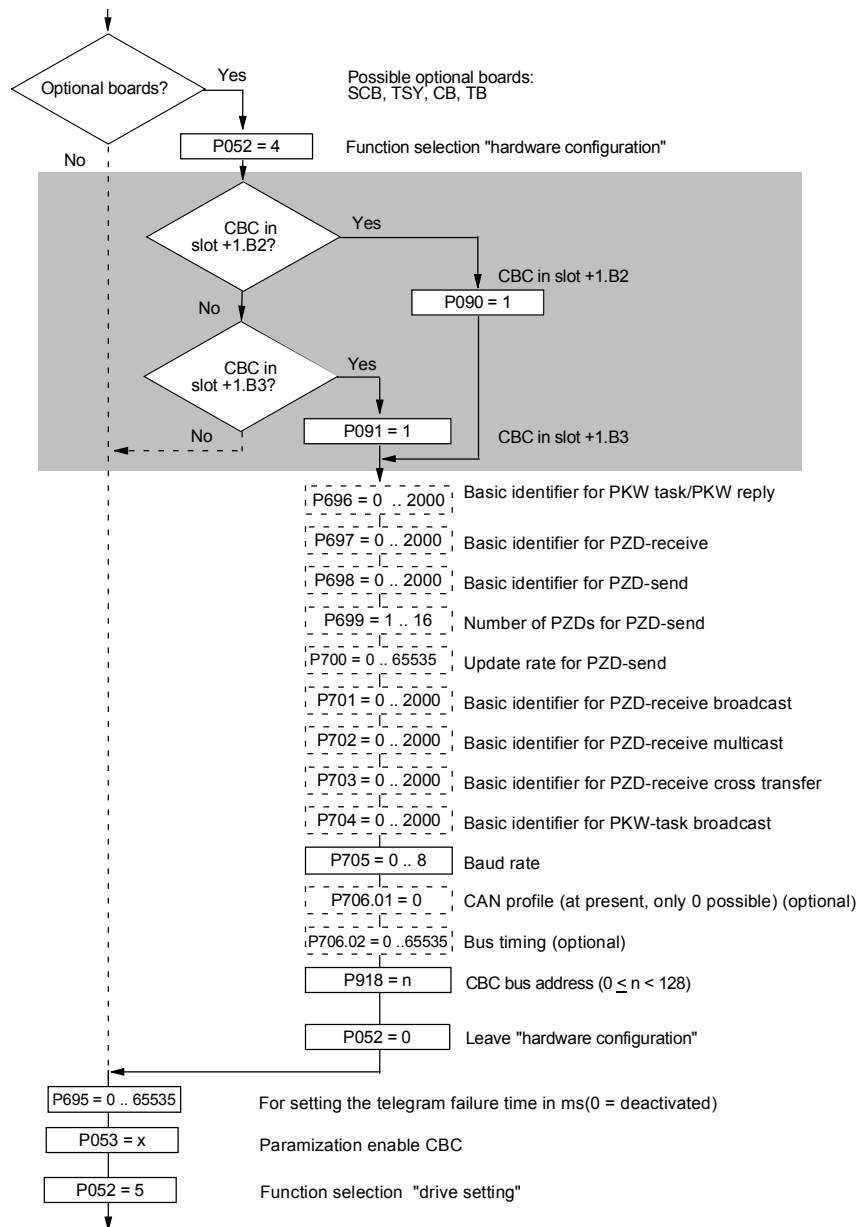 Optional boards?
Yes
Possible optional boards:
SCB, TSY, CB, TB
No
P052 = 4
Function selection "hardware configuration"
CBC in
slot +1.B2?
Yes
CBC in slot +1.B2
P090 = 1
No
CBC in
slot +1.B3?
Yes
No
P091 = 1
CBC in slot +1.B3
P696 = 0 .. 2000
Basic identifier for PKW task/PKW reply
P697 = 0 .. 2000
Basic identifier for PZD-receive
P698 = 0 .. 2000
Basic identifier for PZD-send
P699 = 1 .. 16
Number of PZDs for PZD-send
P700 = 0 .. 65535
Update rate for PZD-send
P701 = 0 .. 2000
Basic identifier for PZD-receive broadcast
P702 = 0 .. 2000
Basic identifier for PZD-receive multicast
P703 = 0 .. 2000
Basic identifier for PZD-receive cross transfer
P704 = 0 .. 2000
Basic identifier for PKW-task broadcast
P705 = 0 .. 8
Baud rate
P706.01 = 0
CAN profile (at present, only 0 possible) (optional)
P706.02 = 0 ..65535
Bus timing (optional)
P918 = n
CBC bus address (0 ≤ n < 128)
P052 = 0
Leave "hardware configuration"
P695 = 0 .. 65535
For setting the telegram failure time in ms(0 = deactivated)
P053 = x
Paramization enable CBC
P052 = 5
Function selection "drive setting"